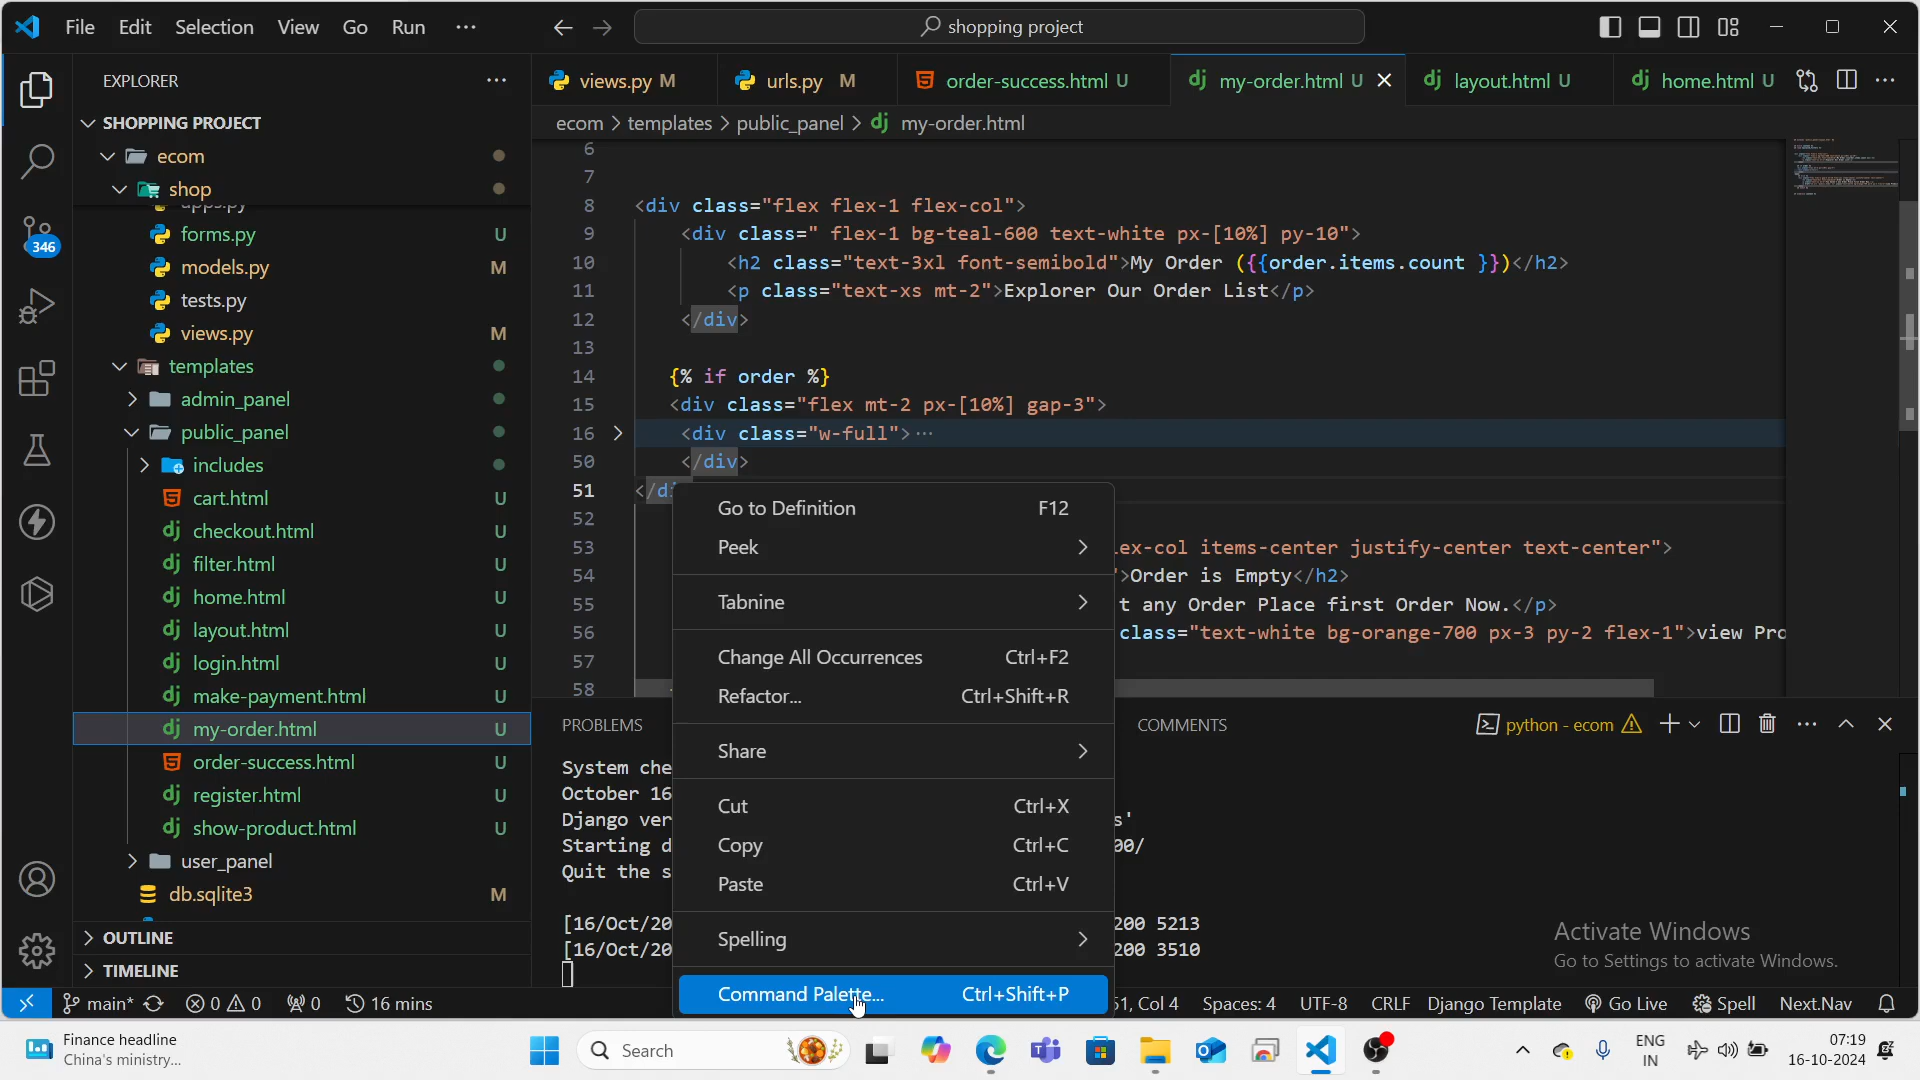 File Edit Selection View Go Run ···
shopping project
EXPLORER ···
SHOPPING PROJECT
ecom
shop
apps.py
forms.py U
models.py M
tests.py
views.py M
templates
admin_panel
public_panel
includes
cart.html U
checkout.html U
filter.html U
home.html U
layout.html U
login.html U
make-payment.html U
my-order.html U
order-success.html U
register.html U
show-product.html U
user_panel
db.sqlite3 M
OUTLINE
TIMELINE
346
views.py M urls.py M order-success.html U my-order.html U layout.html U home.html U
ecom > templates > public_panel > my-order.html
6
7
8 <div class="flex flex-1 flex-col">
9 <div class=" flex-1 bg-teal-600 text-white px-[10%] py-10">
10 <h2 class="text-3xl font-semibold">My Order ({{order.items.count }})</h2>
11 <p class="text-xs mt-2">Explorer Our Order List</p>
12 </div>
13
14 {% if order %}
15 <div class="flex mt-2 px-[10%] gap-3">
16 <div class="w-full">···
50 </div>
51 </di
52
53 lex-col items-center justify-center text-center">
54 ">Order is Empty</h2>
55 t any Order Place first Order Now.</p>
56 class="text-white bg-orange-700 px-3 py-2 flex-1">view Pro
57
58
Go to Definition F12
Peek
Tabnine
Change All Occurrences Ctrl+F2
Refactor... Ctrl+Shift+R
Share
Cut Ctrl+X
Copy Ctrl+C
Paste Ctrl+V
Spelling
Command Palette... Ctrl+Shift+P
PROBLEMS COMMENTS python - ecom
System che
October 16
Django ver s'
Starting d 00/
Quit the s
[16/Oct/20 200 5213
[16/Oct/20 200 3510
Activate Windows
Go to Settings to activate Windows.
main* 0 0 0 16 mins 51, Col 4 Spaces: 4 UTF-8 CRLF Django Template Go Live Spell Next.Nav
Finance headline
China's ministry...
Search
ENG
IN
07:19
16-10-2024